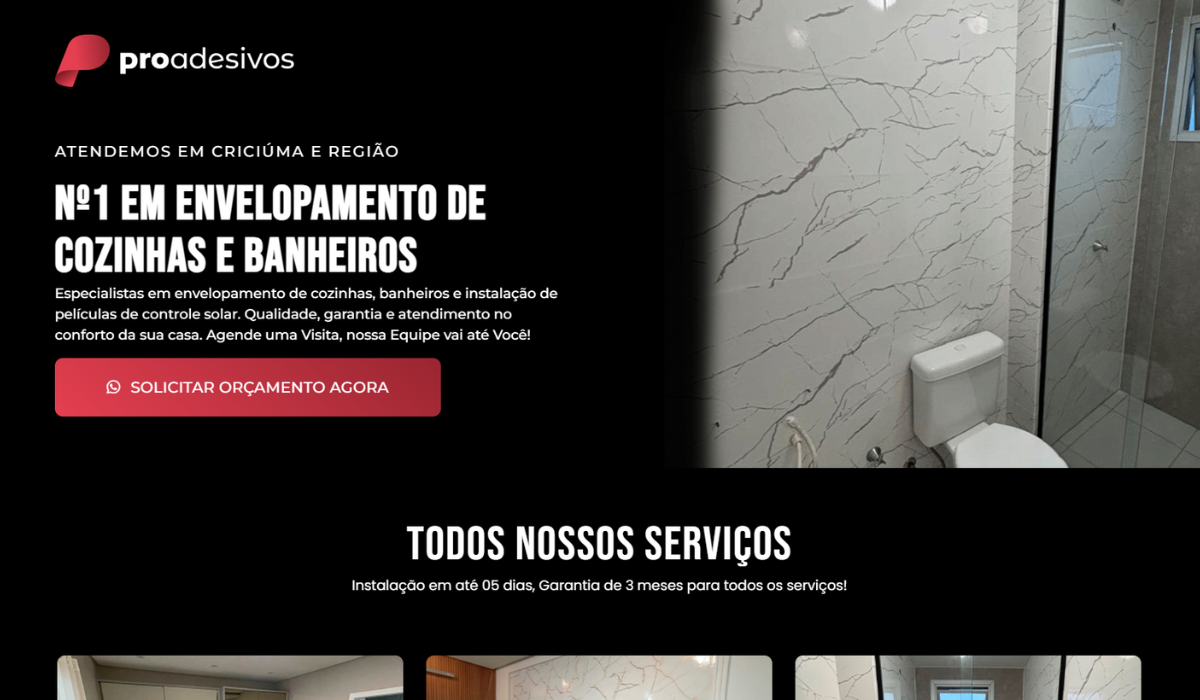 proadesivos
ATENDEMOS EM CRICIÚMA E REGIÃO
Nº1 EM ENVELOPAMENTO DE
COZINHAS E BANHEIROS
Especialistas em envelopamento de cozinhas, banheiros e instalação de
películas de controle solar. Qualidade, garantia e atendimento no
conforto da sua casa. Agende uma Visita, nossa Equipe vai até Você!
SOLICITAR ORÇAMENTO AGORA
TODOS NOSSOS SERVIÇOS
Instalação em até 05 dias, Garantia de 3 meses para todos os serviços!